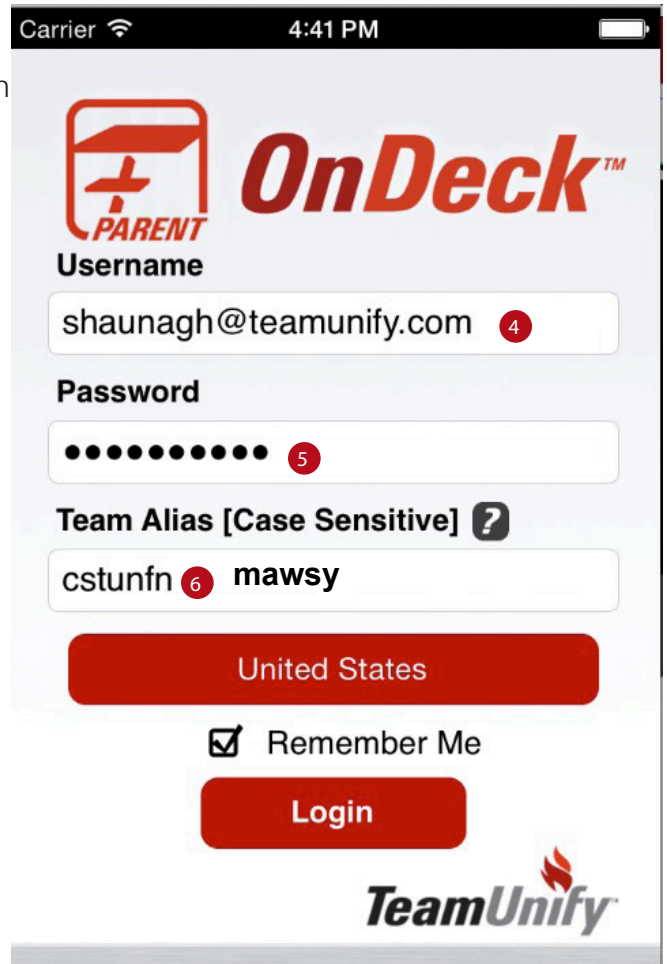 Carrier 4:41 PM
n
+
PARENT
OnDeck™
Username
shaunagh@teamunify.com 4
Password
●●●●●●●●●● 5
Team Alias [Case Sensitive] ?
cstunfn 6 mawsy
United States
Remember Me
Login
TeamUnify™